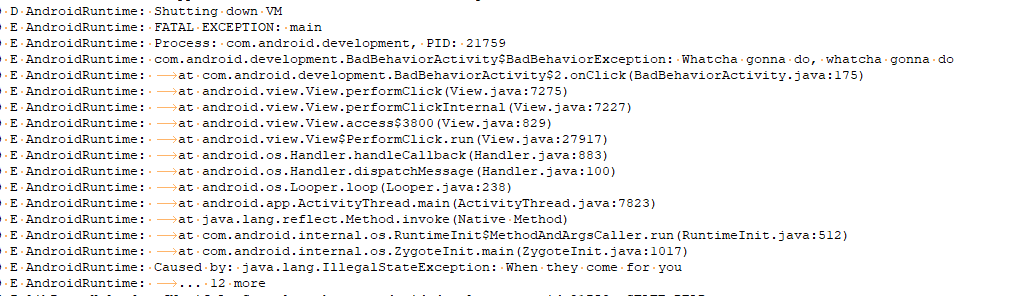 D AndroidRuntime: Shutting down VM
E AndroidRuntime: FATAL EXCEPTION: main
E AndroidRuntime: Process: com.android.development, PID: 21759
E AndroidRuntime: com.android.development.BadBehaviorActivity$BadBehaviorException: Whatcha gonna do, whatcha gonna do
E AndroidRuntime: at com.android.development.BadBehaviorActivity$2.onClick(BadBehaviorActivity.java:175)
E AndroidRuntime: at android.view.View.performClick(View.java:7275)
E AndroidRuntime: at android.view.View.performClickInternal(View.java:7227)
E AndroidRuntime: at android.view.View.access$3800(View.java:829)
E AndroidRuntime: at android.view.View$PerformClick.run(View.java:27917)
E AndroidRuntime: at android.os.Handler.handleCallback(Handler.java:883)
E AndroidRuntime: at android.os.Handler.dispatchMessage(Handler.java:100)
E AndroidRuntime: at android.os.Looper.loop(Looper.java:238)
E AndroidRuntime: at android.app.ActivityThread.main(ActivityThread.java:7823)
E AndroidRuntime: at java.lang.reflect.Method.invoke(Native Method)
E AndroidRuntime: at com.android.internal.os.RuntimeInit$MethodAndArgsCaller.run(RuntimeInit.java:512)
E AndroidRuntime: at com.android.internal.os.ZygoteInit.main(ZygoteInit.java:1017)
E AndroidRuntime: Caused by: java.lang.IllegalStateException: When they come for you
E AndroidRuntime: ... 12 more